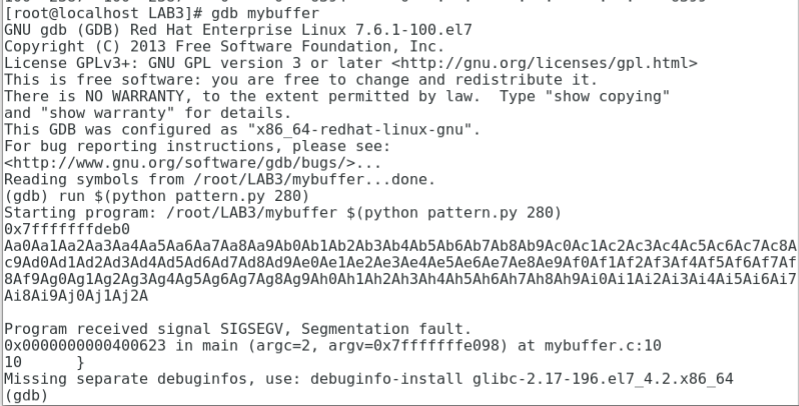 [root@localhost LAB3]# gdb mybuffer
GNU gdb (GDB) Red Hat Enterprise Linux 7.6.1-100.el7
Copyright (C) 2013 Free Software Foundation, Inc.
License GPLv3+: GNU GPL version 3 or later <http://gnu.org/licenses/gpl.html>
This is free software: you are free to change and redistribute it.
There is NO WARRANTY, to the extent permitted by law.  Type "show copying"
and "show warranty" for details.
This GDB was configured as "x86_64-redhat-linux-gnu".
For bug reporting instructions, please see:
<http://www.gnu.org/software/gdb/bugs/>...
Reading symbols from /root/LAB3/mybuffer...done.
(gdb) run $(python pattern.py 280)
Starting program: /root/LAB3/mybuffer $(python pattern.py 280)
0x7fffffffdeb0
Aa0Aa1Aa2Aa3Aa4Aa5Aa6Aa7Aa8Aa9Ab0Ab1Ab2Ab3Ab4Ab5Ab6Ab7Ab8Ab9Ac0Ac1Ac2Ac3Ac4Ac5Ac6Ac7Ac8A
c9Ad0Ad1Ad2Ad3Ad4Ad5Ad6Ad7Ad8Ad9Ae0Ae1Ae2Ae3Ae4Ae5Ae6Ae7Ae8Ae9Af0Af1Af2Af3Af4Af5Af6Af7Af
8Af9Ag0Ag1Ag2Ag3Ag4Ag5Ag6Ag7Ag8Ag9Ah0Ah1Ah2Ah3Ah4Ah5Ah6Ah7Ah8Ah9Ai0Ai1Ai2Ai3Ai4Ai5Ai6Ai7
Ai8Ai9Aj0Aj1Aj2A
Program received signal SIGSEGV, Segmentation fault.
0x0000000000400623 in main (argc=2, argv=0x7fffffffe098) at mybuffer.c:10
10      }
Missing separate debuginfos, use: debuginfo-install glibc-2.17-196.el7_4.2.x86_64
(gdb)